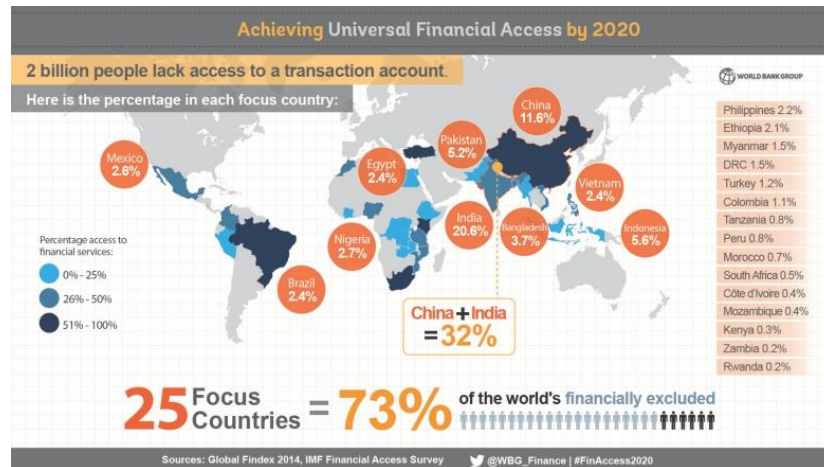 Achieving Universal Financial Access by 2020
2 billion people lack access to a transaction account.
Here is the percentage in each focus country:
WORLD BANK GROUP
China
11.6%
Mexico
2.6%
Egypt
2.4%
Pakistan
5.2%
Vietnam
2.4%
Nigeria
2.7%
India
20.6%
Bangladesh
3.7%
Indonesia
5.6%
Brazil
2.4%
Percentage access to
financial services:
0% - 25%
26% - 50%
51% - 100%
China+India
=32%
Philippines 2.2%
Ethiopia 2.1%
Myanmar 1.5%
DRC 1.5%
Turkey 1.2%
Colombia 1.1%
Tanzania 0.8%
Peru 0.8%
Morocco 0.7%
South Africa 0.5%
Côte d'Ivoire 0.4%
Mozambique 0.4%
Kenya 0.3%
Zambia 0.2%
Rwanda 0.2%
25 Focus Countries = 73% of the world's financially excluded
Sources: Global Findex 2014, IMF Financial Access Survey @WBG_Finance | #FinAccess2020